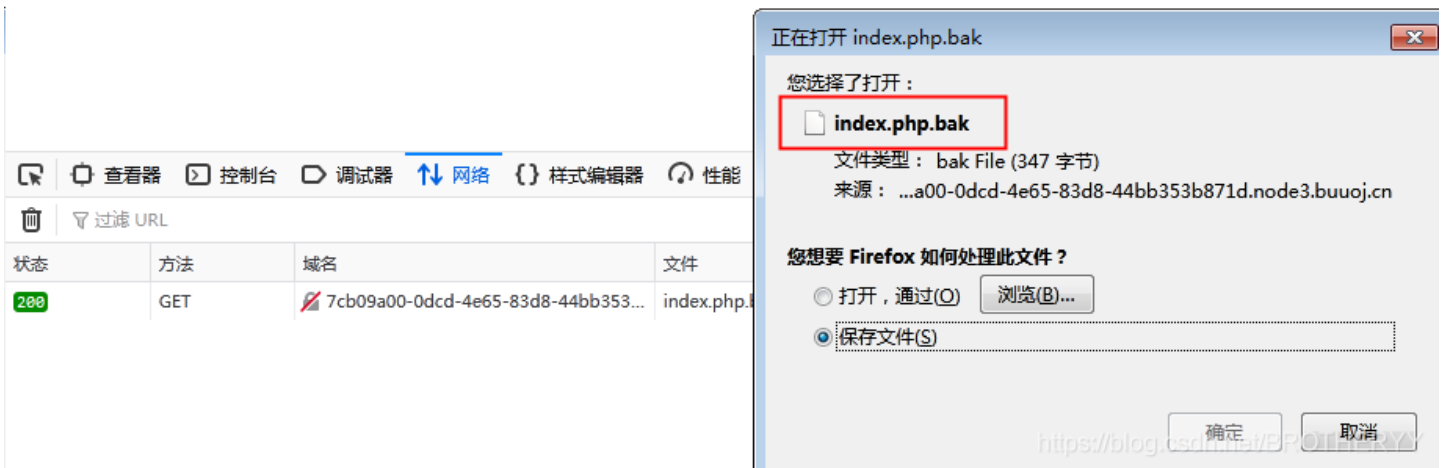 正在打开 index.php.bak
您选择了打开：
index.php.bak
文件类型： bak File (347 字节)
来源： ...a00-0dcd-4e65-83d8-44bb353b871d.node3.buuoj.cn
您想要 Firefox 如何处理此文件？
打开，通过(O) 浏览(B)...
保存文件(S)
确定 取消
查看器 控制台 调试器 网络 {} 样式编辑器 性能
过滤 URL
状态 方法 域名 文件
200 GET 7cb09a00-0dcd-4e65-83d8-44bb353... index.php.b
https://blog.csdn.net/BROTHERYY